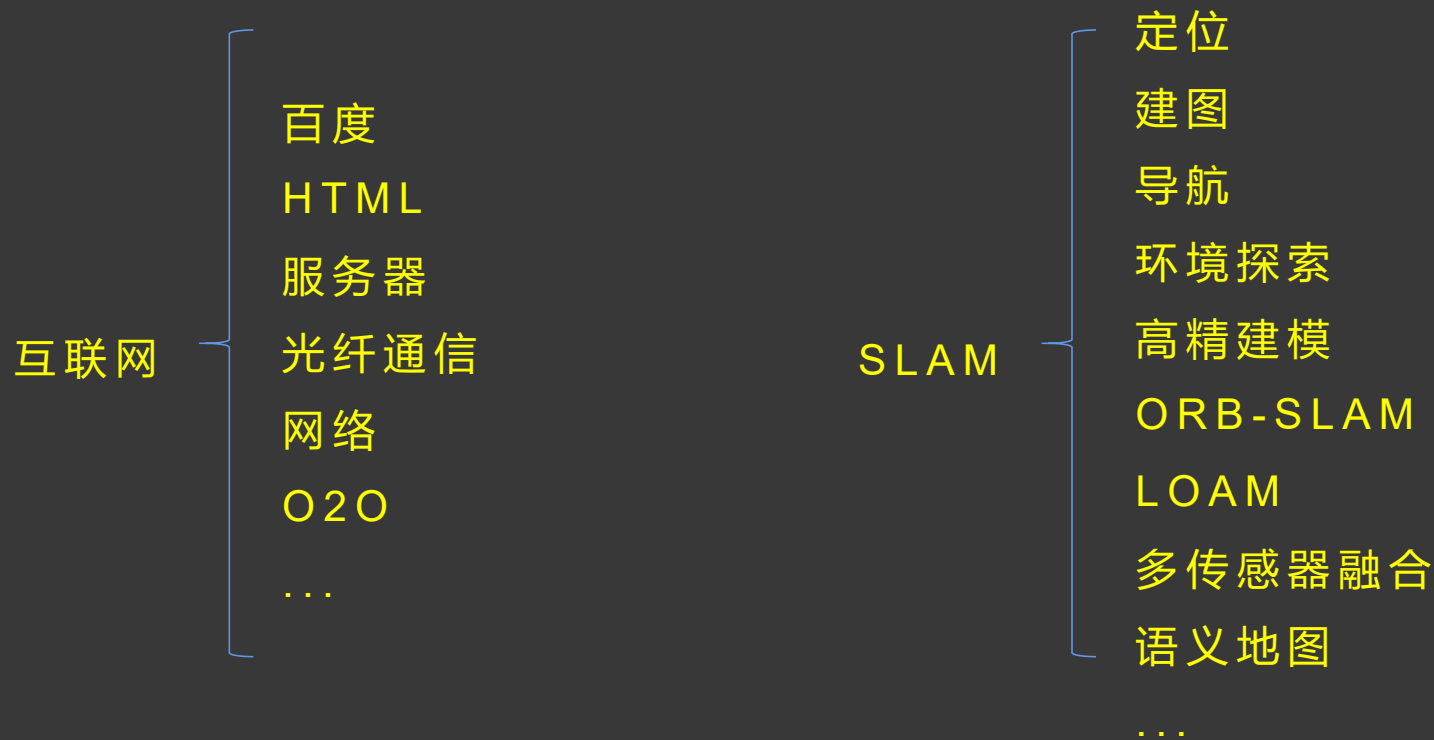 互联网
百度
HTML
服务器
光纤通信
网络
O2O
...
SLAM
定位
建图
导航
环境探索
高精建模
ORB-SLAM
LOAM
多传感器融合
语义地图
...